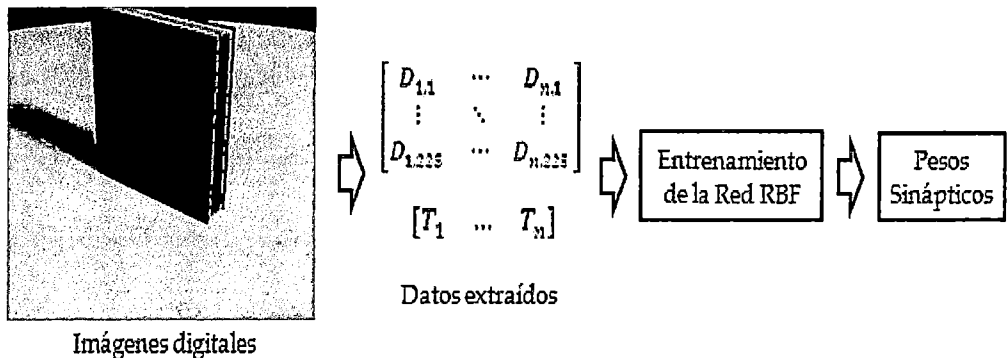 D1,1 ... Dn,1
⋮ ⋱ ⋮
D1,225 ... Dn,225
[T1 ... Tn]
Datos extraídos
Entrenamiento
de la Red RBF
Pesos
Sinápticos
Imágenes digitales